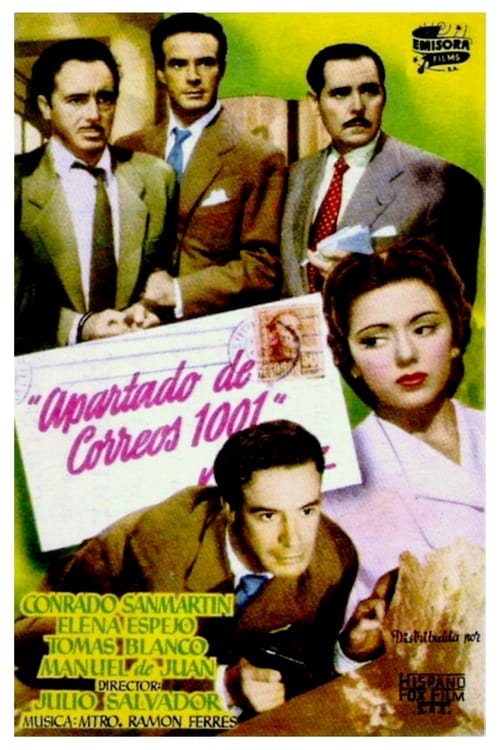 EMISORA
FILMS
S.A.
"Apartado de
Correos 1001"
CONRADO SANMARTIN
ELENA ESPEJO
TOMAS BLANCO
MANUEL de JUAN
DIRECTOR:
JULIO SALVADOR
MUSICA: MTRO. RAMON FERRES
Distribuida por
HISPANO
FOX FILM
S.A.E.